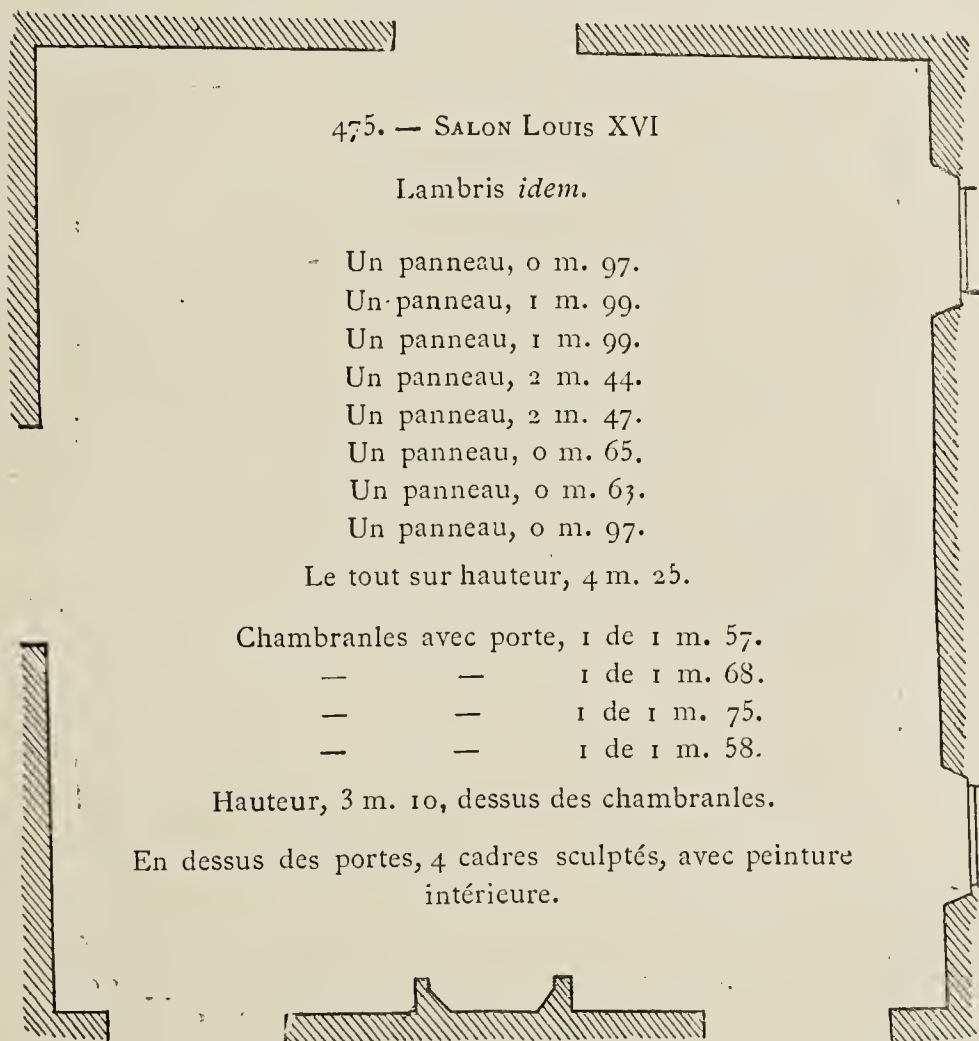 475. — Salon Louis XVI
Lambris idem.
Un panneau, 0 m. 97.
Un panneau, 1 m. 99.
Un panneau, 1 m. 99.
Un panneau, 2 m. 44.
Un panneau, 2 m. 47.
Un panneau, 0 m. 65.
Un panneau, 0 m. 63.
Un panneau, 0 m. 97.
Le tout sur hauteur, 4 m. 25.
Chambranles avec porte, 1 de 1 m. 57.
— — 1 de 1 m. 68.
— — 1 de 1 m. 75.
— — 1 de 1 m. 58.
Hauteur, 3 m. 10, dessus des chambranles.
En dessus des portes, 4 cadres sculptés, avec peinture
intérieure.